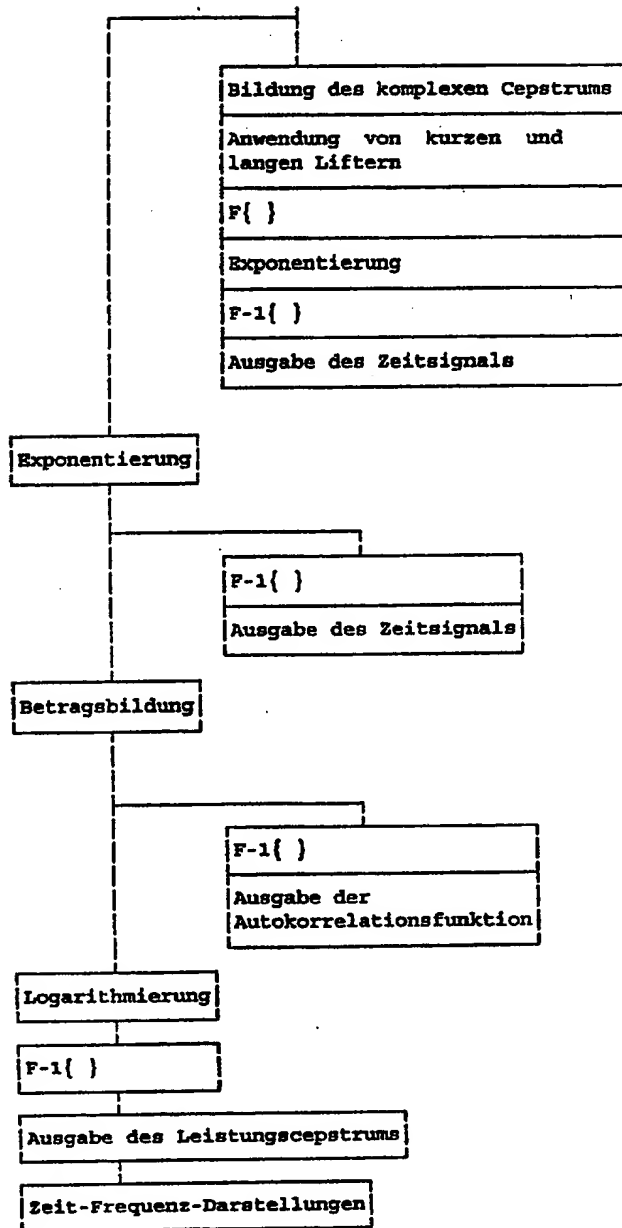 Bildung des komplexen Cepstrums
Anwendung von kurzen und
langen Liftern
F{ }
Exponentierung
F-1{ }
Ausgabe des Zeitsignals
Exponentierung
F-1{ }
Ausgabe des Zeitsignals
Betragsbildung
F-1{ }
Ausgabe der
Autokorrelationsfunktion
Logarithmierung
F-1{ }
Ausgabe des Leistungscepstrums
Zeit-Frequenz-Darstellungen